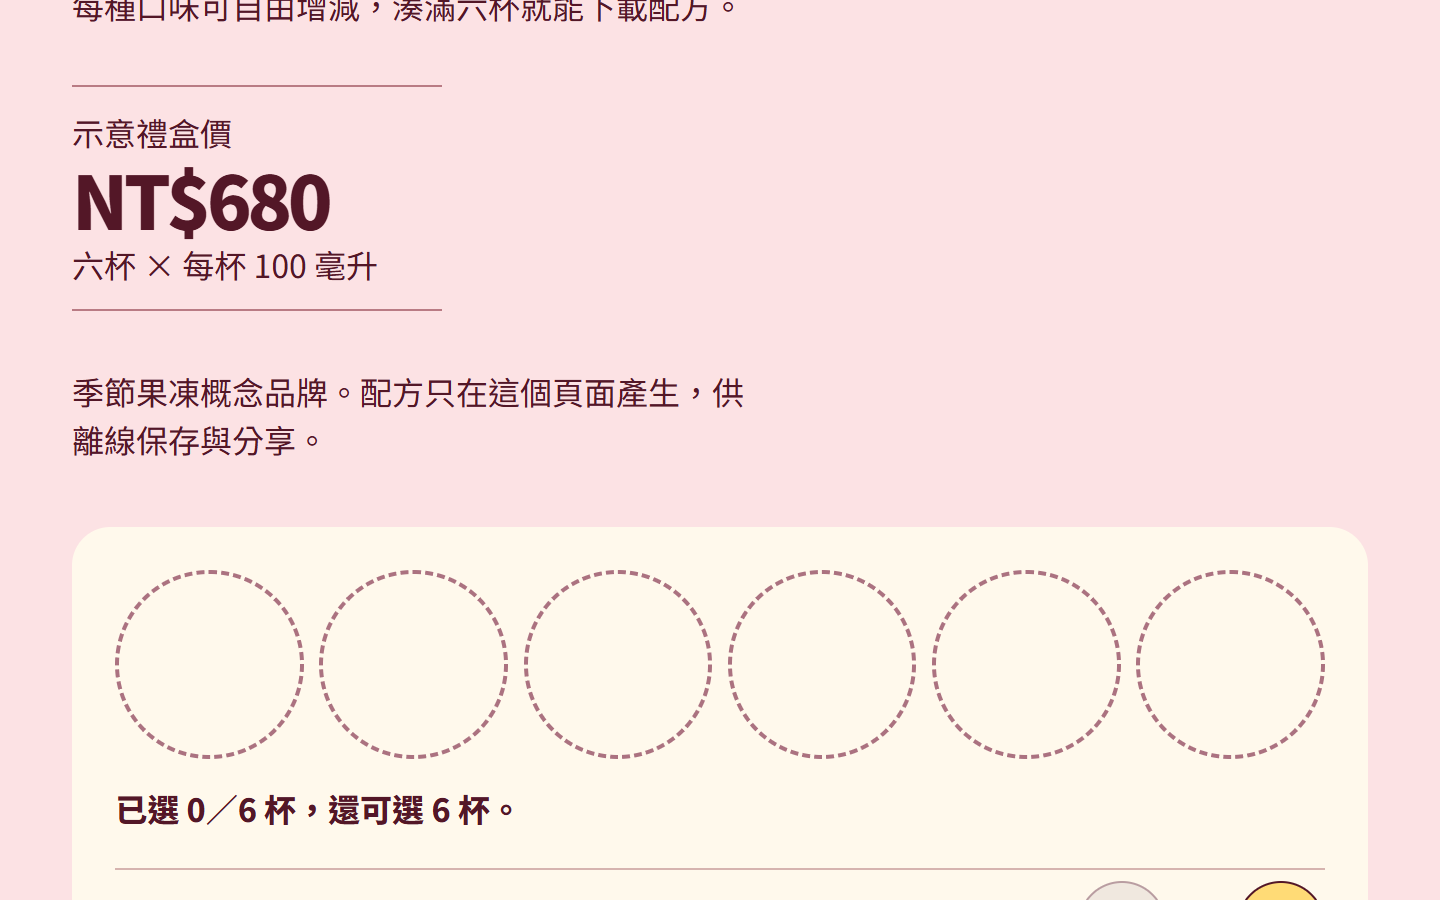 每種口味可自由增減，湊滿六杯就能下載配方。
示意禮盒價
NT$680
六杯 × 每杯 100 毫升
季節果凍概念品牌。配方只在這個頁面產生，供
離線保存與分享。
已選 0／6 杯，還可選 6 杯。